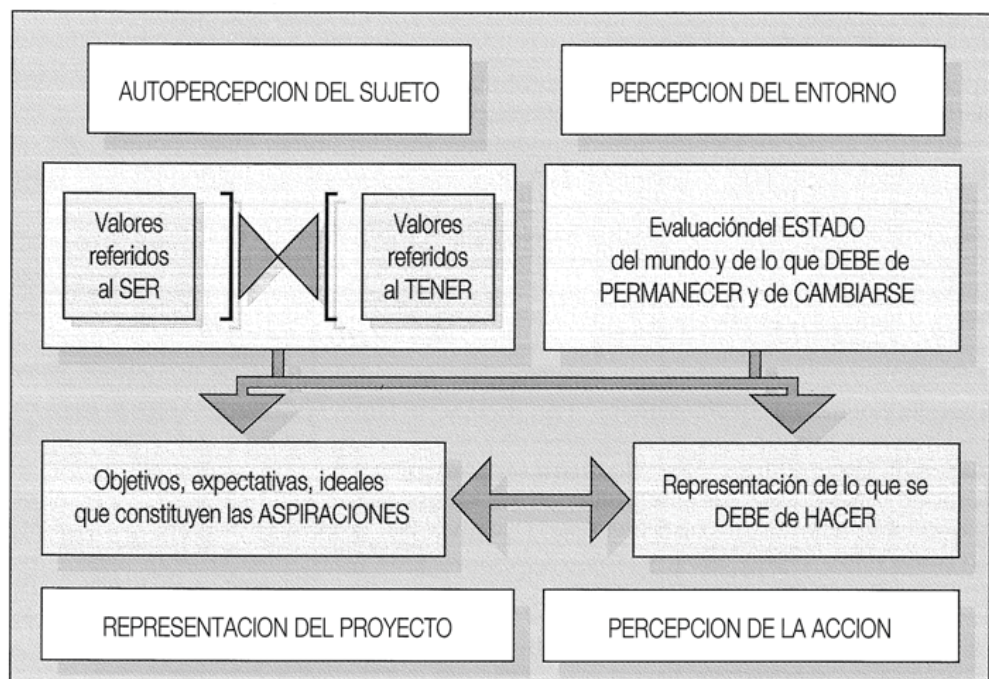 AUTOPERCEPCION DEL SUJETO
PERCEPCION DEL ENTORNO
Valores
referidos
al SER
Valores
referidos
al TENER
Evaluacióndel ESTADO
del mundo y de lo que DEBE de
PERMANECER y de CAMBIARSE
Objetivos, expectativas, ideales
que constituyen las ASPIRACIONES
Representación de lo que se
DEBE de HACER
REPRESENTACION DEL PROYECTO
PERCEPCION DE LA ACCION